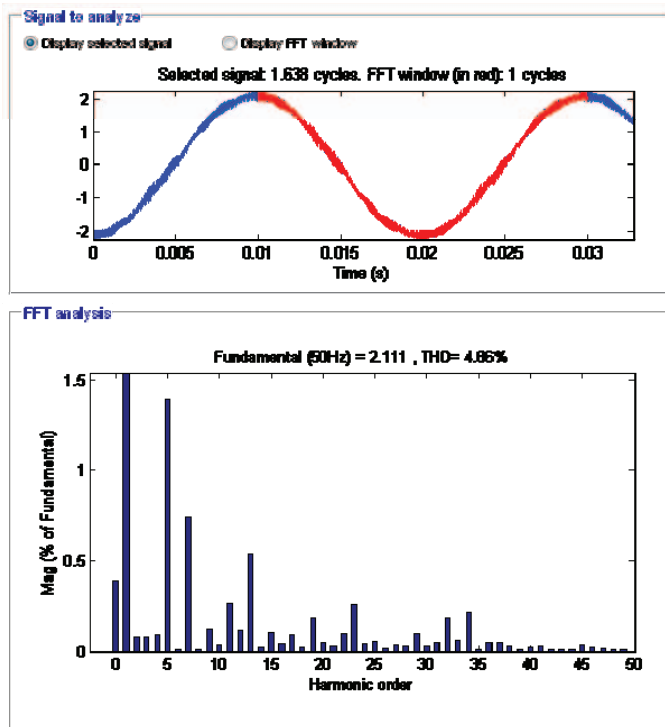 Signal to analyze
Display selected signal Display FFT window
Selected signal: 1.638 cycles. FFT window (in red): 1 cycles
2
1
0
-1
-2
0 0.005 0.01 0.015 0.02 0.025 0.03
Time (s)
FFT analysis
Fundamental (50Hz) = 2.111 , THD= 4.86%
1.5
1
0.5
0
Mag (% of Fundamental)
0 5 10 15 20 25 30 35 40 45 50
Harmonic order